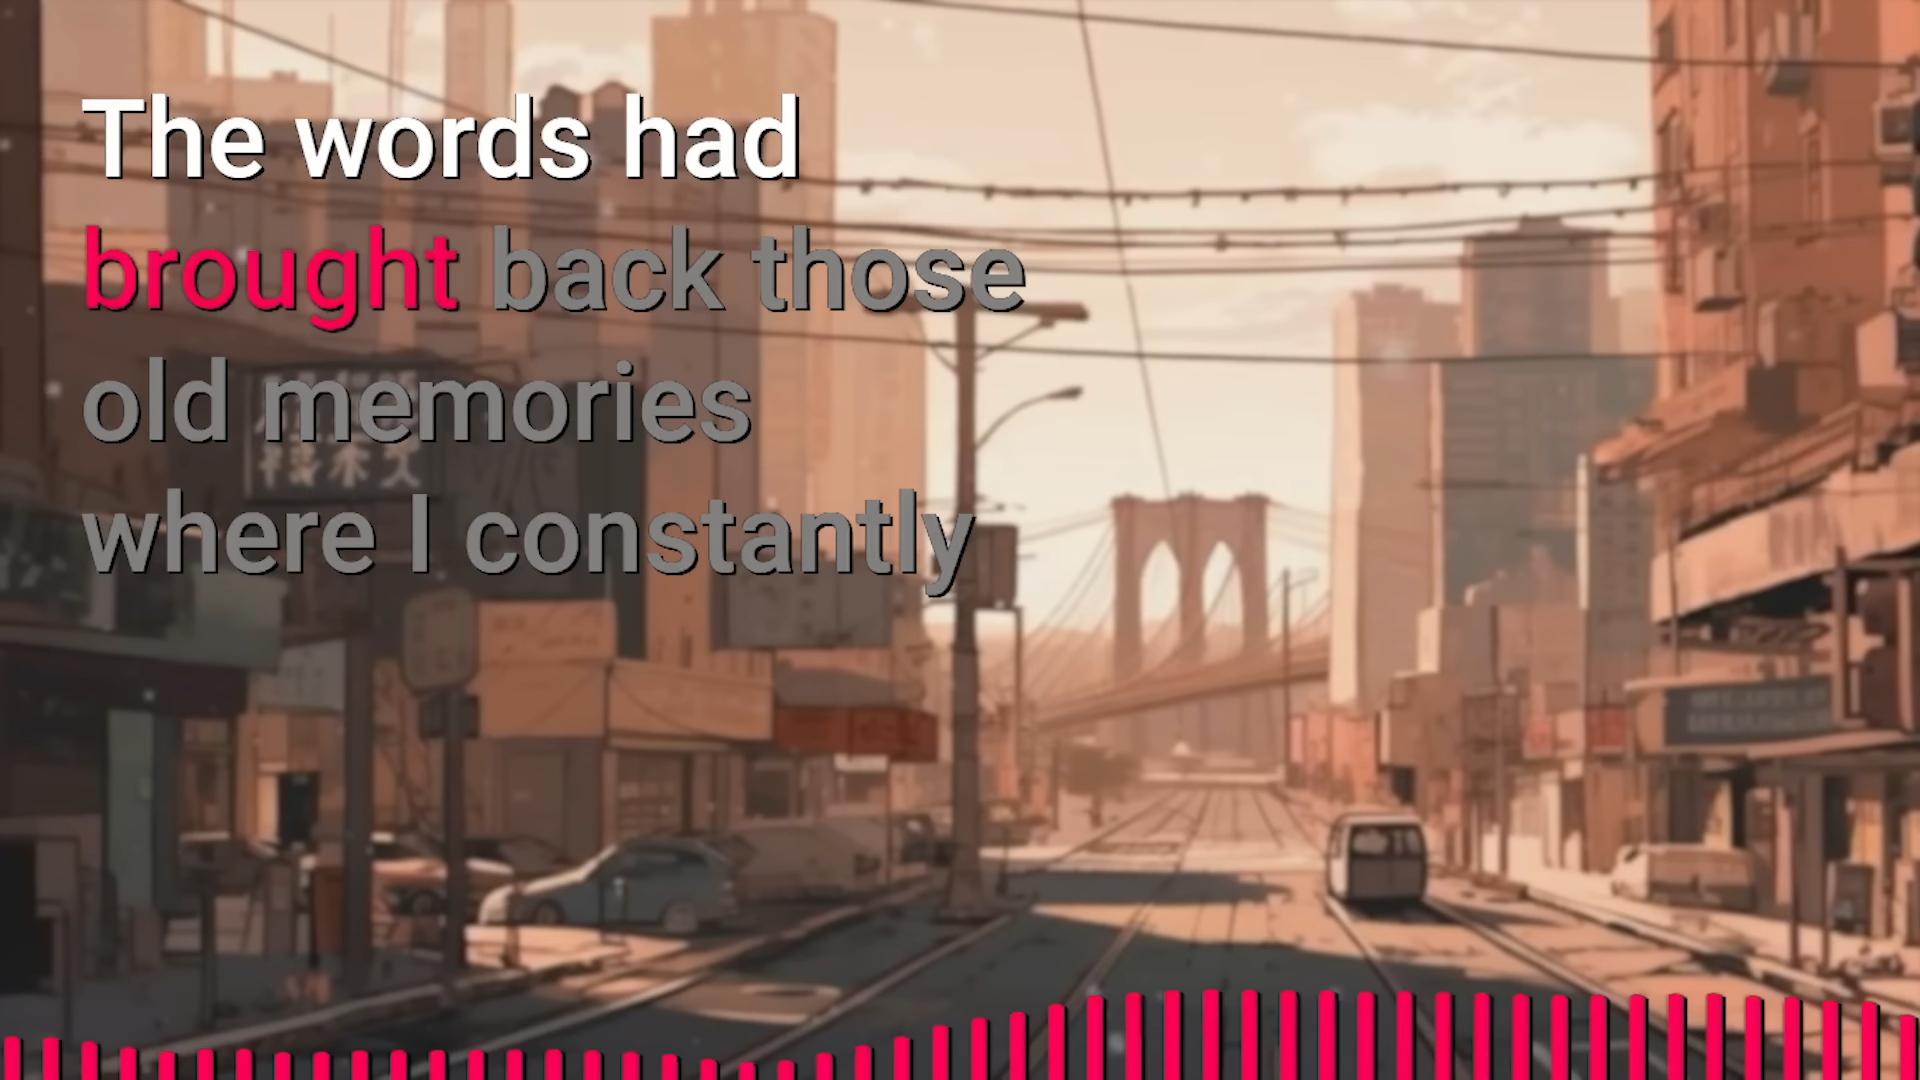 The words had
brought back those
old memories
where I constantly